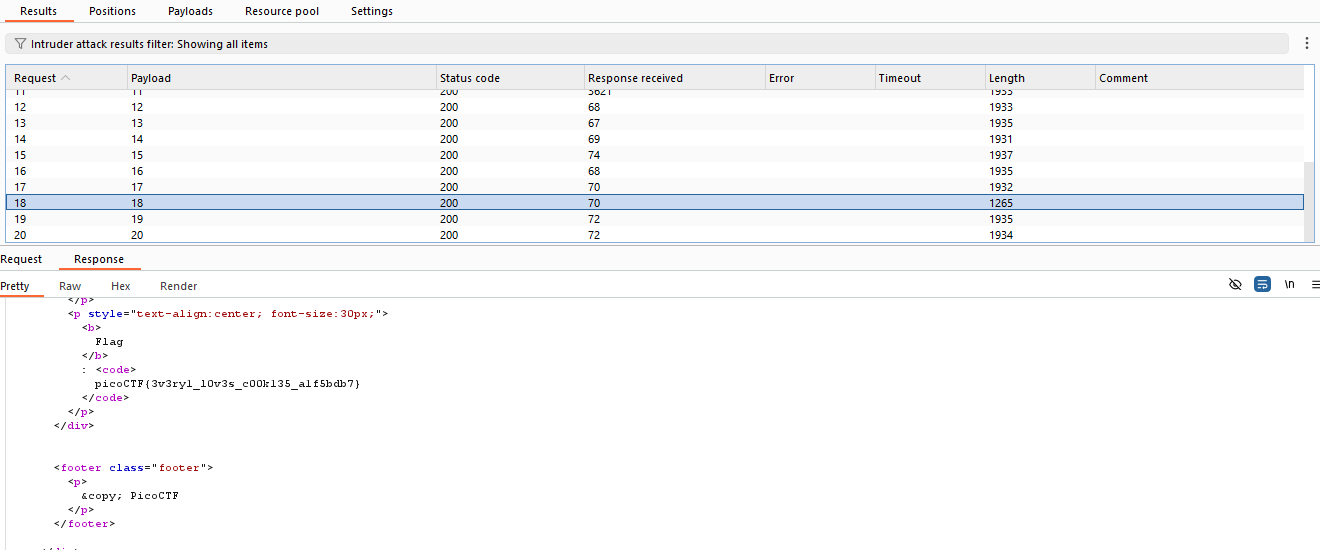 Results Positions Payloads Resource pool Settings
Intruder attack results filter: Showing all items
Request Payload Status code Response received Error Timeout Length Comment
11 11 200 3621 1933
12 12 200 68 1933
13 13 200 67 1935
14 14 200 69 1931
15 15 200 74 1937
16 16 200 68 1935
17 17 200 70 1932
18 18 200 70 1265
19 19 200 72 1935
20 20 200 72 1934
Request Response
Pretty Raw Hex Render \n
</p>
<p style="text-align:center; font-size:30px;">
<b>
Flag
</b>
: <code>
picoCTF{3v3ry1_l0v3s_c00k135_a1f5bdb7}
</code>
</p>
</div>
<footer class="footer">
<p>
&copy; PicoCTF
</p>
</footer>
</div>